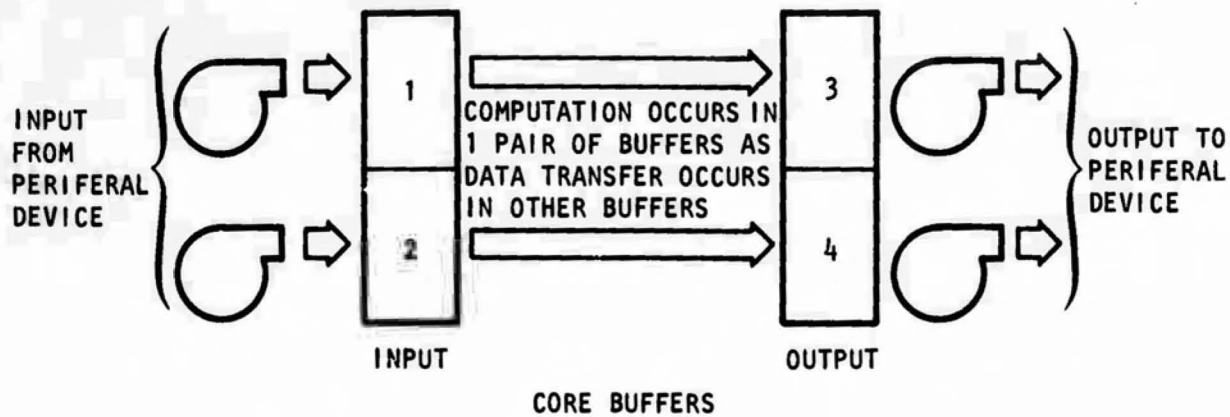 INPUT
FROM
PERIFERAL
DEVICE
1
2
INPUT
COMPUTATION OCCURS IN
1 PAIR OF BUFFERS AS
DATA TRANSFER OCCURS
IN OTHER BUFFERS
3
4
OUTPUT
OUTPUT TO
PERIFERAL
DEVICE
CORE BUFFERS